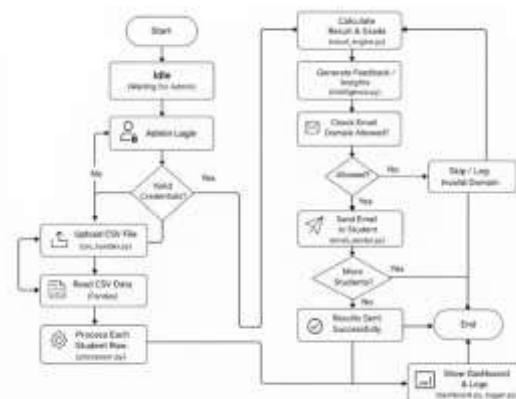 Start
Idle
(Waiting for Admin)
Admin Login
Valid
Credentials?
No
Yes
Upload CSV File
Read CSV Data
(Pandas)
Process Each
Student Row
Calculate
Result & Grade
Generate Feedback /
Insights
Check Email
Domain Allowed?
Allowed?
No
Skip / Log
Invalid Domain
Yes
Send Email
to Student
More
Students?
Yes
No
Results Sent
Successfully
End
Show Dashboard
& Logs